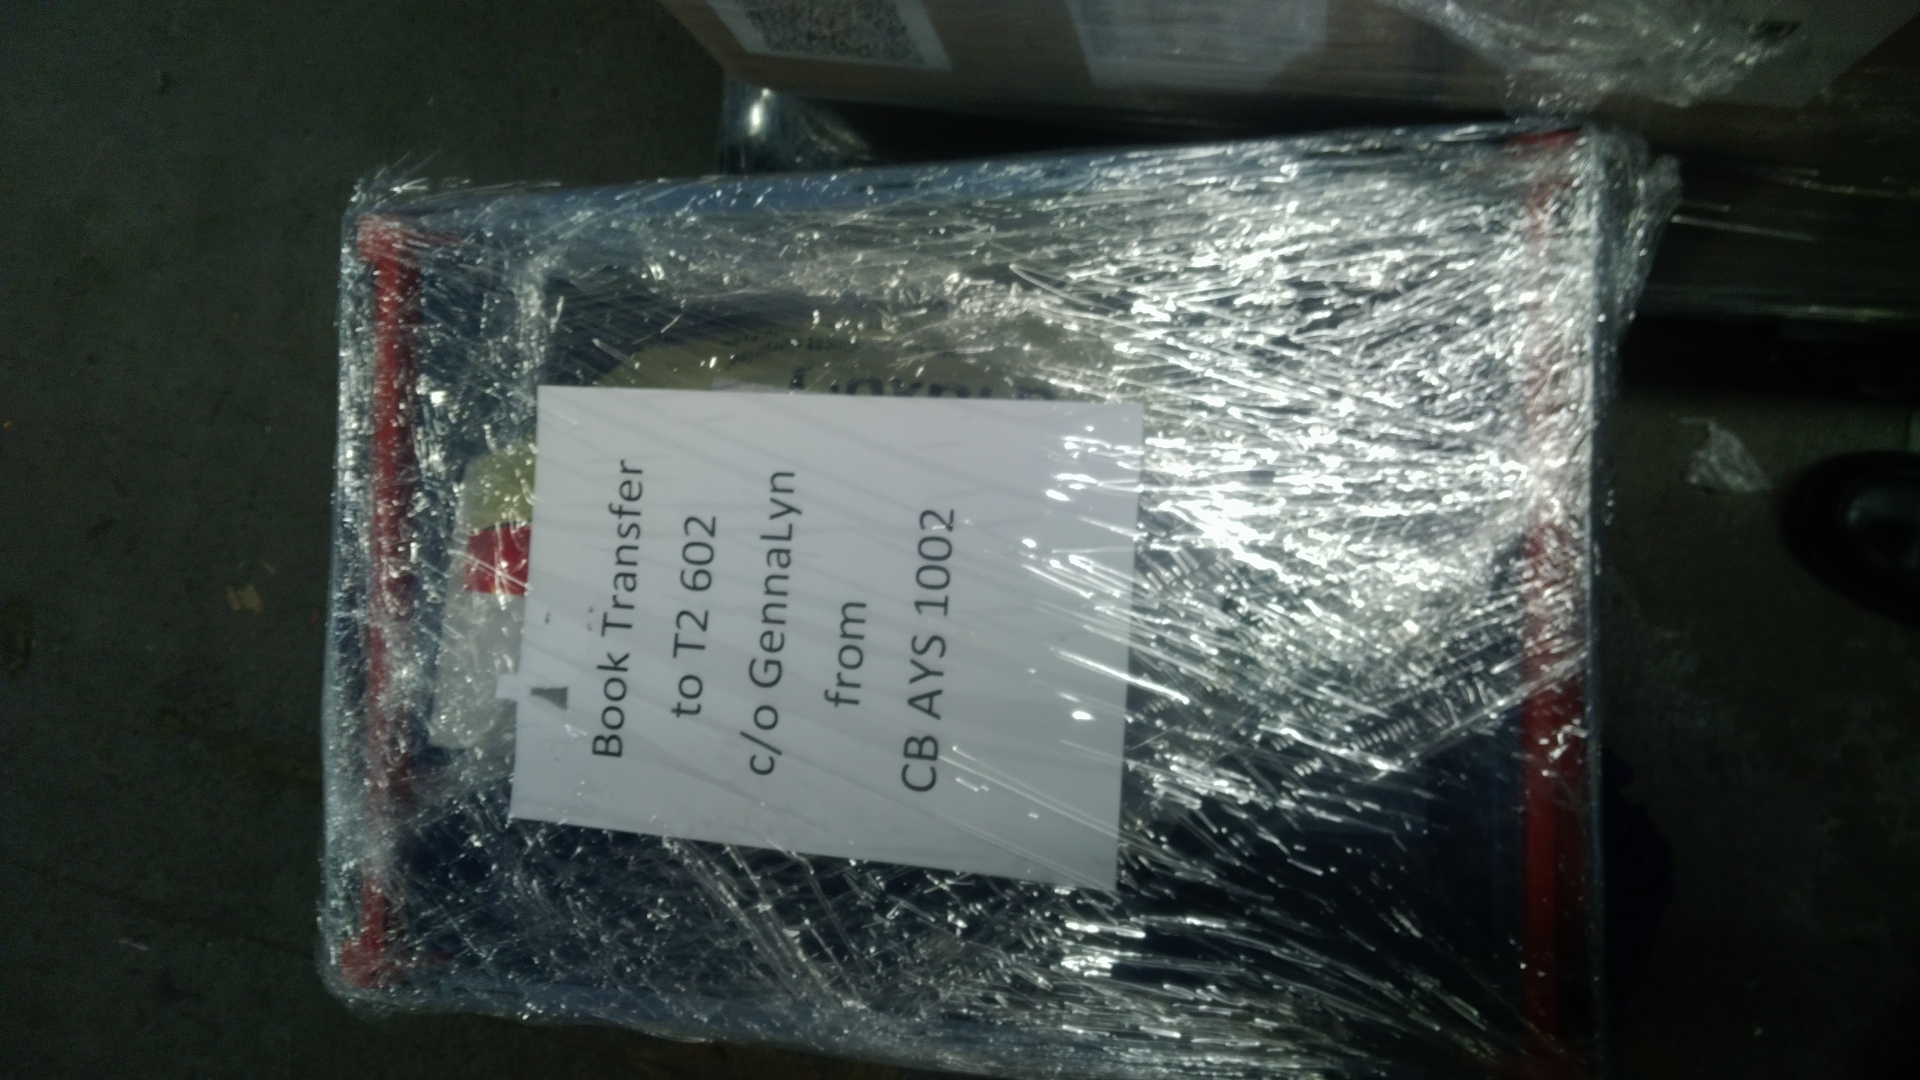 Book Transfer
to T2 602
c/o GennaLyn
from
CB AYS 1002